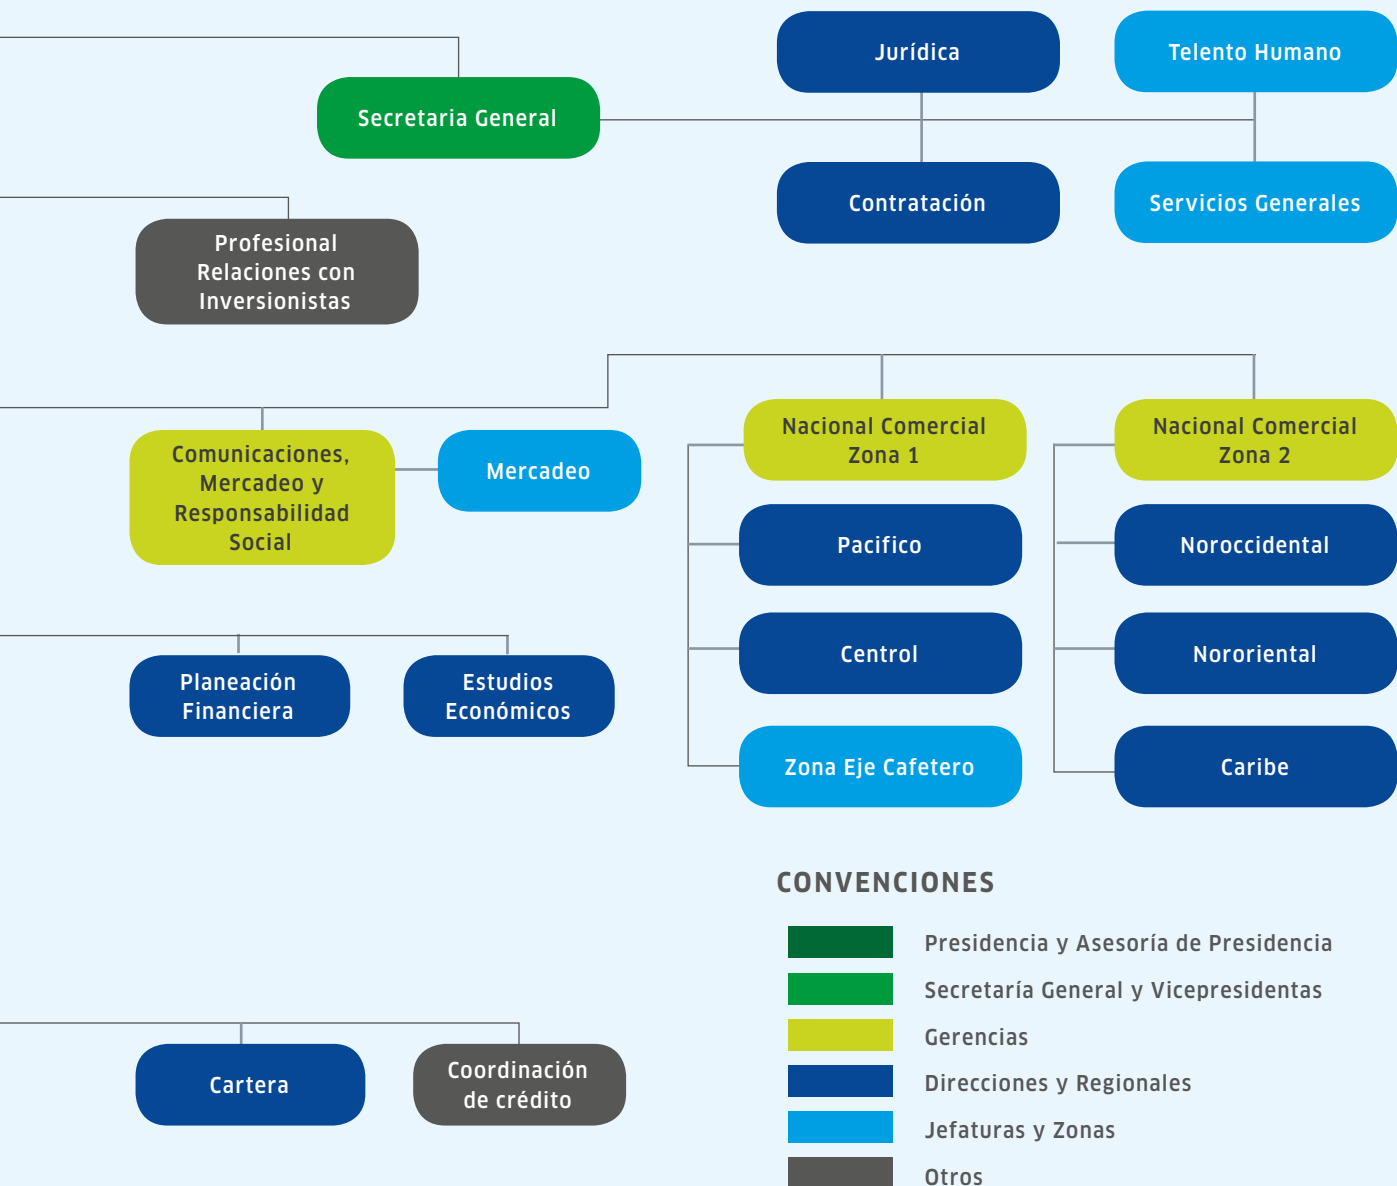 Jurídica
Telento Humano
Secretaria General
Contratación
Servicios Generales
Profesional
Relaciones con
Inversionistas
Comunicaciones,
Mercadeo y
Responsabilidad
Social
Mercadeo
Nacional Comercial
Zona 1
Nacional Comercial
Zona 2
Pacifico
Noroccidental
Centrol
Nororiental
Zona Eje Cafetero
Caribe
Planeación
Financiera
Estudios
Económicos
Cartera
Coordinación
de crédito
CONVENCIONES
Presidencia y Asesoría de Presidencia
Secretaría General y Vicepresidentas
Gerencias
Direcciones y Regionales
Jefaturas y Zonas
Otros